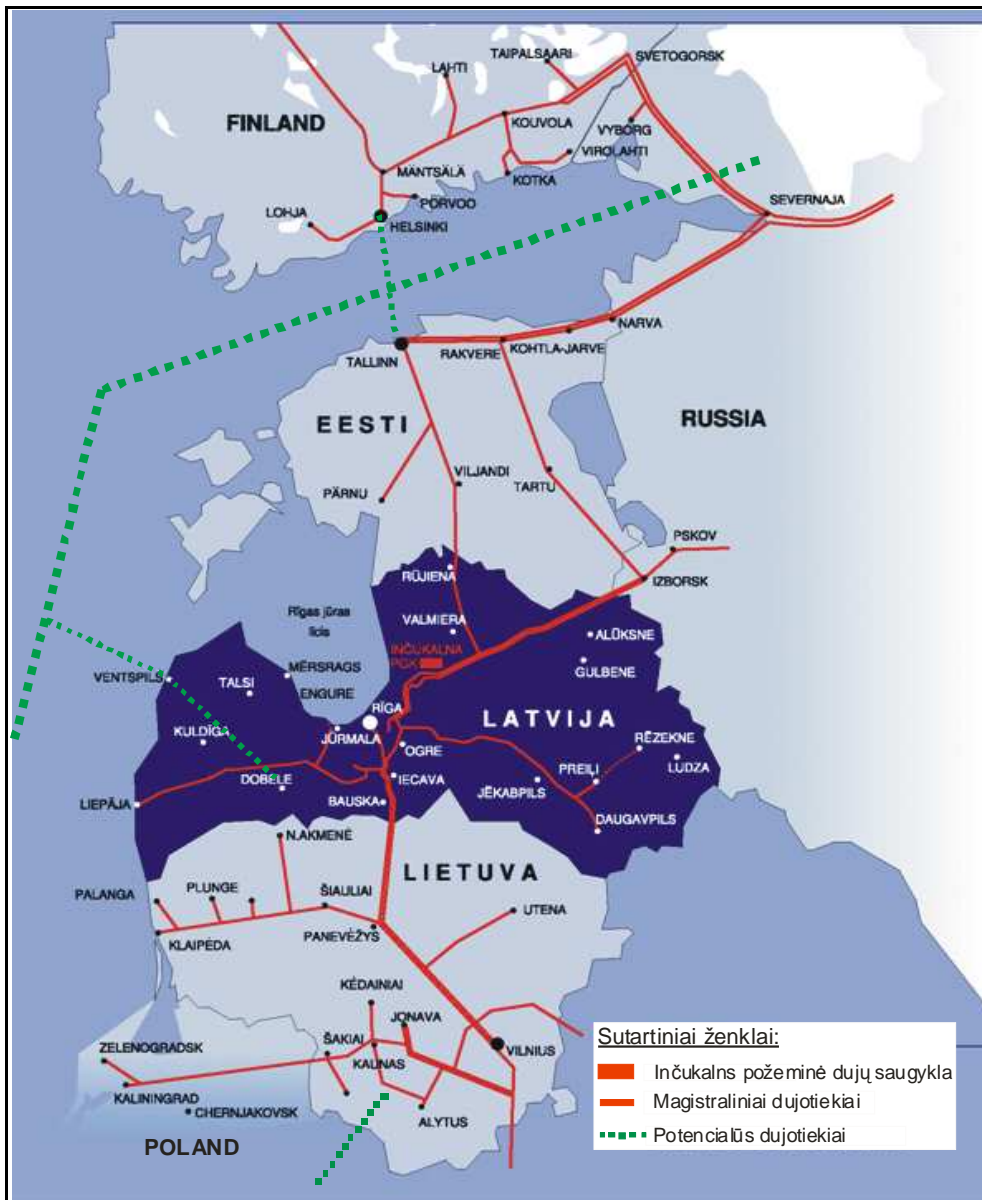 TAIPALSAARI
SVETOGORSK
LAHTI
FINLAND
KOUVOLA
VYBORG
VIROLAHTI
MÄNTSÄLÄ
KOTKA
PORVOO
LOHJA
HELSINKI
SEVERNAJA
NARVA
TALLINN
RAKVERE
KOHTLA-JARVE
EESTI
RUSSIA
VILJANDI
TARTU
PÄRNU
PSKOV
RŪJIENA
IZBORSK
Rīgas jūras
līcis
VALMIERA
ALŪKSNE
INČUKALNA
PGK
GULBENE
MĒRSRAGS
VENTSPILS
TALSI
ENGURE
RĪGA
LATVIJA
KULDĪGA
JŪRMALA
OGRE
RĒZEKNE
LUDZA
PREIĻI
DOBELE
IECAVA
JĒKABPILS
LIEPĀJA
BAUSKA
DAUGAVPILS
N.AKMENĖ
LIETUVA
PALANGA
PLUNGE
ŠIAULIAI
UTENA
KLAIPĖDA
PANEVĖŽYS
KĖDAINIAI
JONAVA
ŠAKIAI
KAUNAS
VILNIUS
ZELENOGRADSK
KALININGRAD
CHERNJAKOVSK
ALYTUS
POLAND
Sutartiniai ženklai:
Inčukalns požeminė dujų saugykla
Magistraliniai dujotiekiai
Potencialūs dujotiekiai